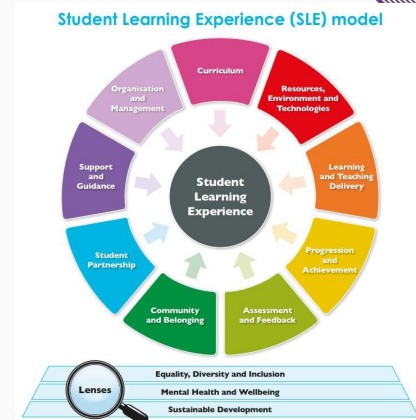 Student Learning Experience (SLE) model
Curriculum
Resources,
Environment and
Technologies
Learning
and Teaching
Delivery
Progression
and
Achievement
Assessment
and Feedback
Community
and Belonging
Student
Partnership
Support
and
Guidance
Organisation
and
Management
Student
Learning
Experience
Lenses
Equality, Diversity and Inclusion
Mental Health and Wellbeing
Sustainable Development